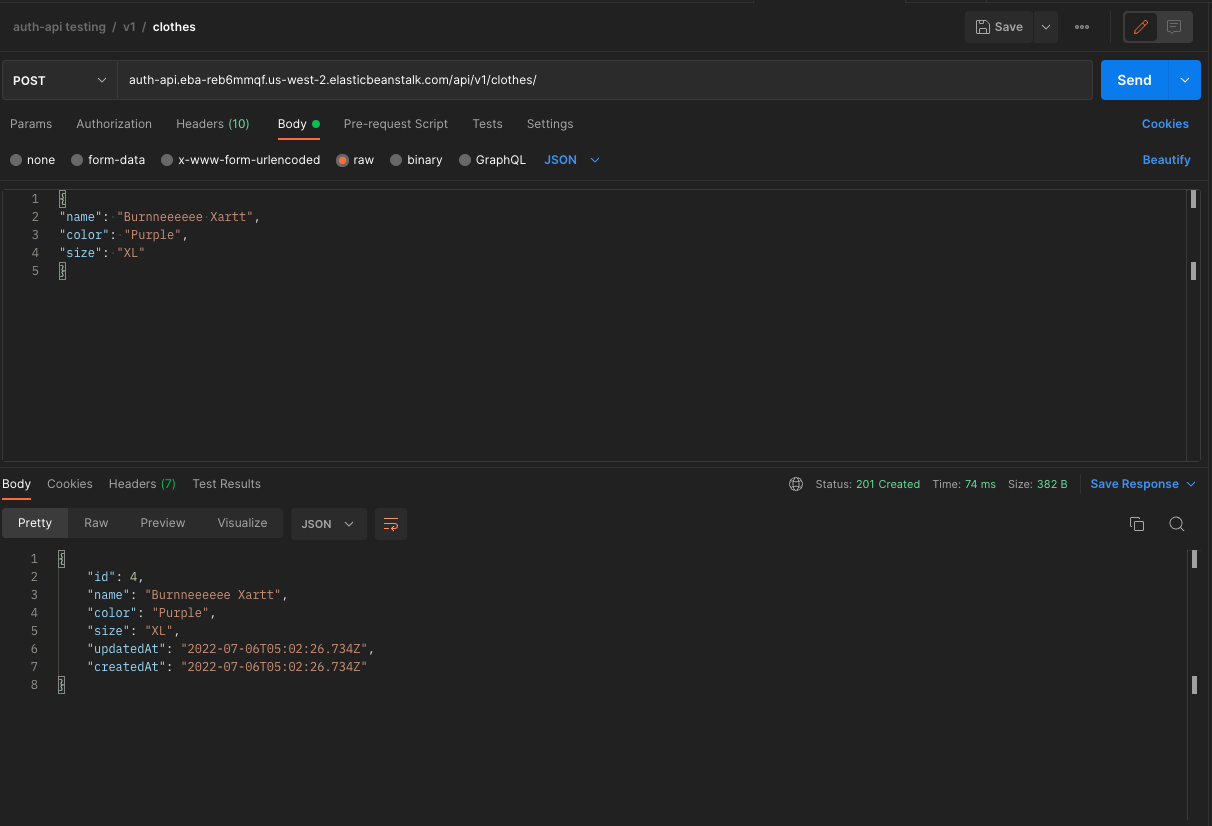 auth-api testing / v1 / clothes
Save
POST
auth-api.eba-reb6mmqf.us-west-2.elasticbeanstalk.com/api/v1/clothes/
Send
Params Authorization Headers (10) Body Pre-request Script Tests Settings Cookies
none form-data x-www-form-urlencoded raw binary GraphQL JSON Beautify
1 {
2 "name": "Burnneeeeee Xartt",
3 "color": "Purple",
4 "size": "XL"
5 }
Body Cookies Headers (7) Test Results Status: 201 Created Time: 74 ms Size: 382 B Save Response
Pretty Raw Preview Visualize JSON
1 {
2 "id": 4,
3 "name": "Burnneeeeee Xartt",
4 "color": "Purple",
5 "size": "XL",
6 "updatedAt": "2022-07-06T05:02:26.734Z",
7 "createdAt": "2022-07-06T05:02:26.734Z"
8 }